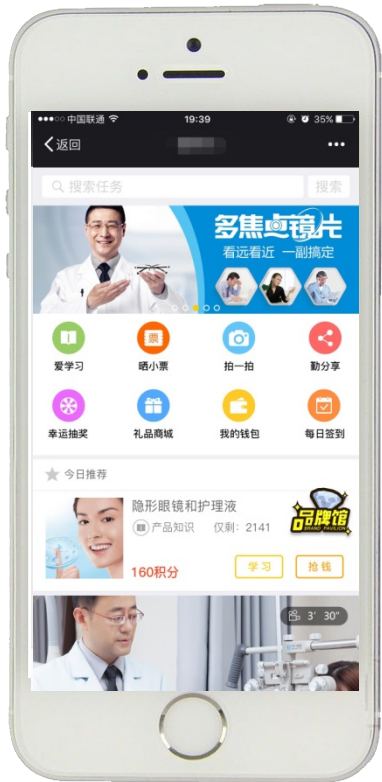 中国联通
19:39
35%
返回
搜索任务
搜索
多焦点镜片
看远看近 一副搞定
票
爱学习
晒小票
拍一拍
勤分享
幸运抽奖
礼品商城
我的钱包
每日签到
今日推荐
隐形眼镜和护理液
产品知识 仅剩：2141
品牌馆
BRAND PAVILION
160积分
学习
抢钱
3′ 30″